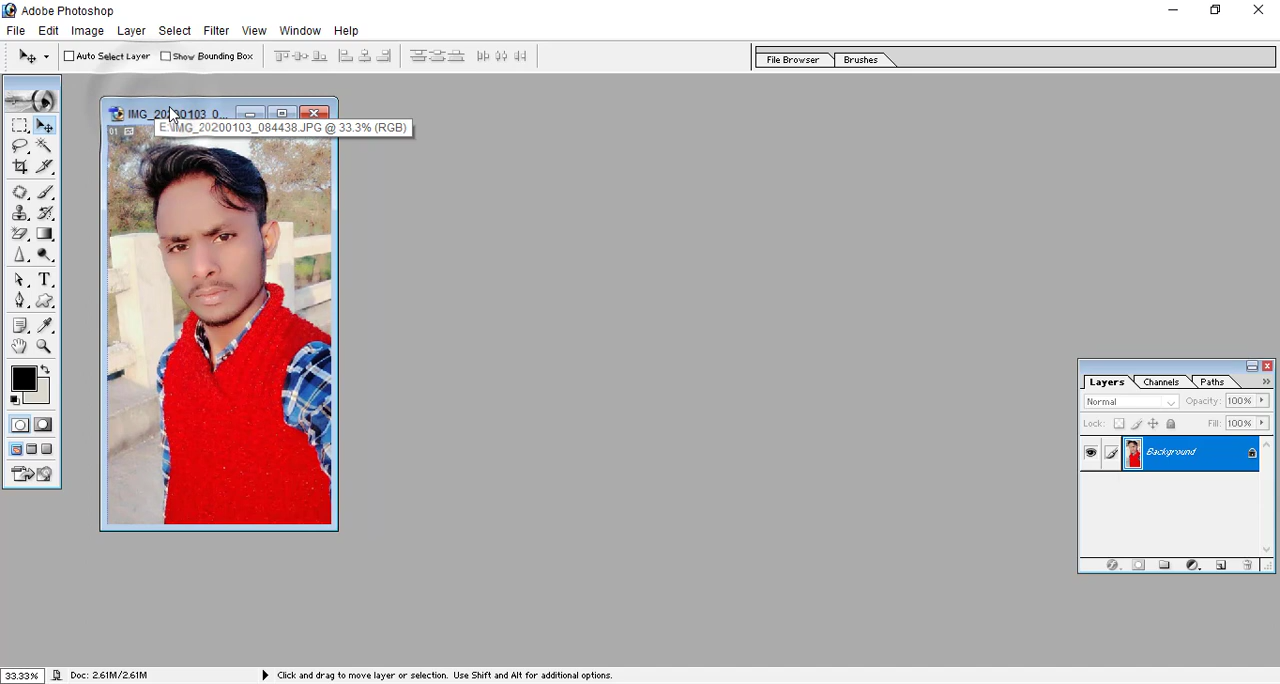 Adobe Photoshop
File Edit Image Layer Select Filter View Window Help
Auto Select Layer Show Bounding Box
File Browser Brushes
IMG_20200103_0...
E:\IMG_20200103_084438.JPG @ 33.3% (RGB)
01
T
Layers Channels Paths
Normal Opacity: 100%
Lock: Fill: 100%
Background
33.33% Doc: 2.61M/2.61M Click and drag to move layer or selection. Use Shift and Alt for additional options.